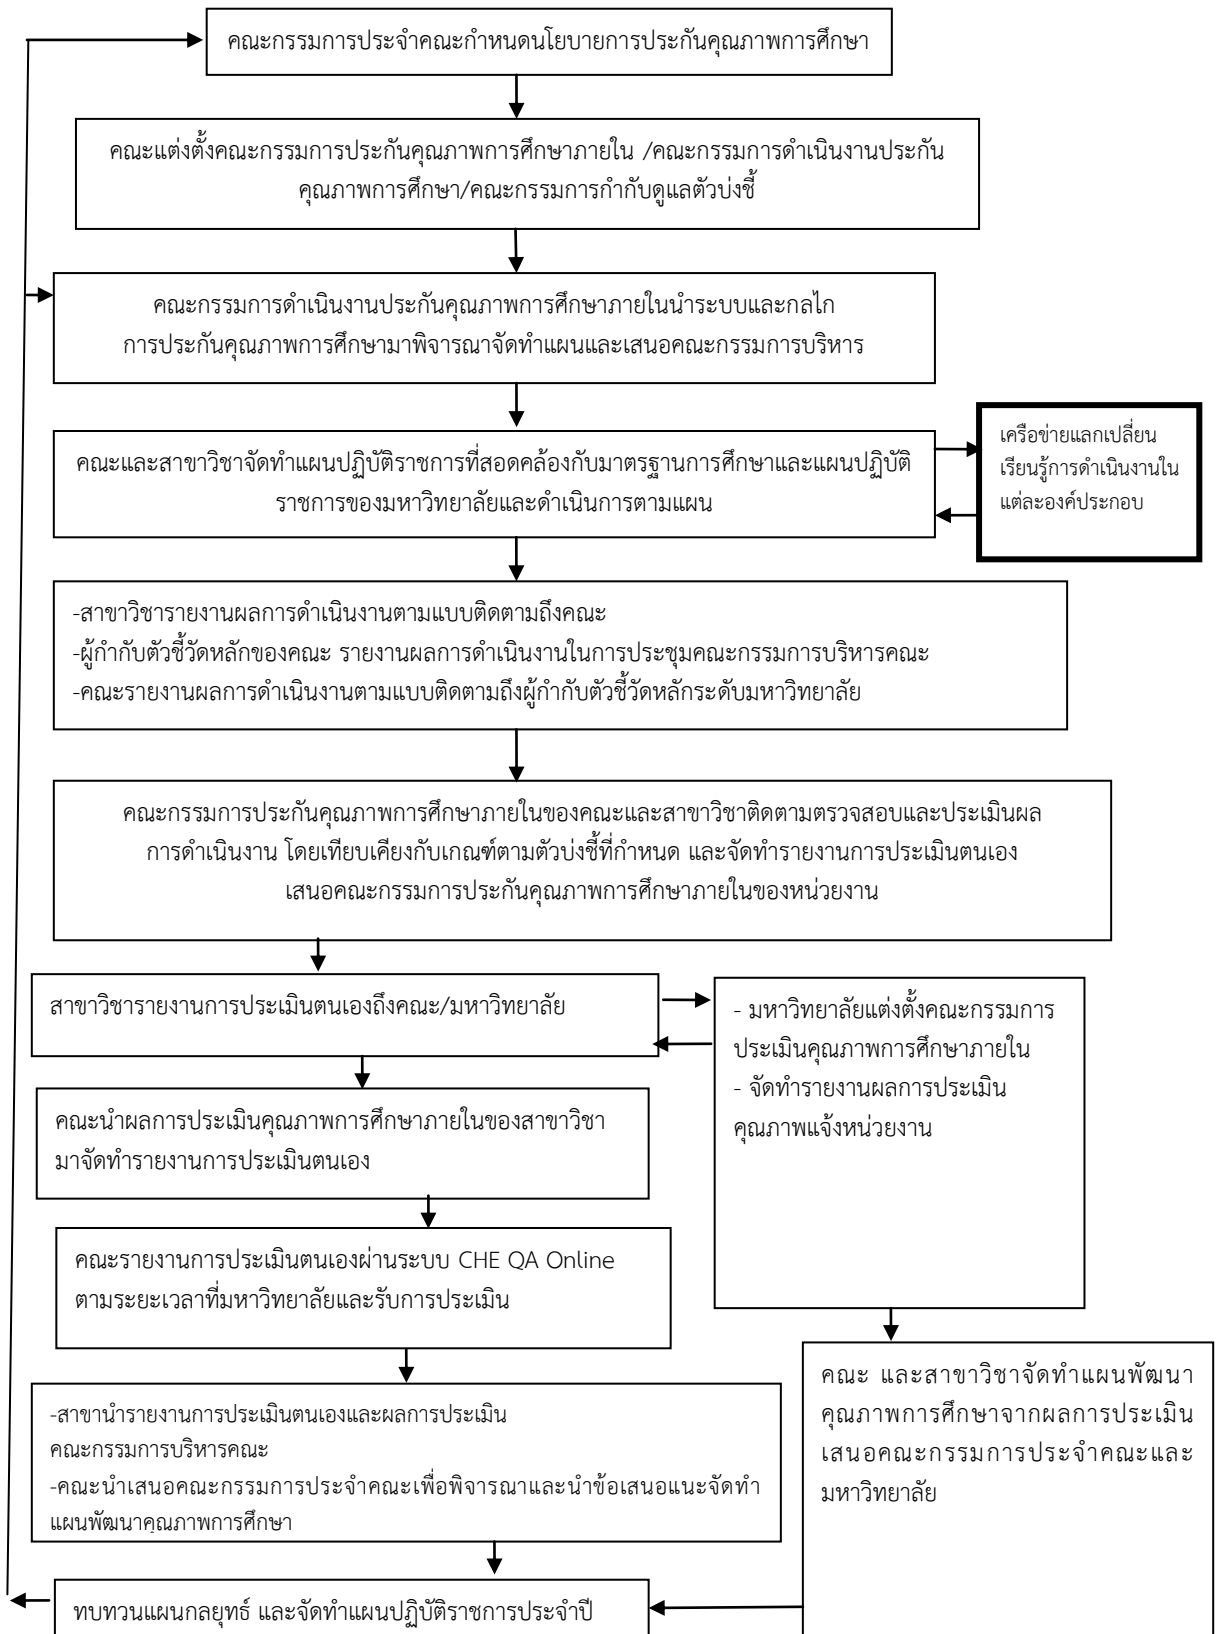 คณะกรรมการประจำคณะกำหนดนโยบายการประกันคุณภาพการศึกษา
คณะแต่งตั้งคณะกรรมการประกันคุณภาพการศึกษาภายใน /คณะกรรมการดำเนินงานประกัน
คุณภาพการศึกษา/คณะกรรมการกำกับดูแลตัวบ่งชี้
คณะกรรมการดำเนินงานประกันคุณภาพการศึกษาภายในนำระบบและกลไก
การประกันคุณภาพการศึกษามาพิจารณาจัดทำแผนและเสนอคณะกรรมการบริหาร
คณะและสาขาวิชาจัดทำแผนปฏิบัติราชการที่สอดคล้องกับมาตรฐานการศึกษาและแผนปฏิบัติ
ราชการของมหาวิทยาลัยและดำเนินการตามแผน
เครือข่ายแลกเปลี่ยน
เรียนรู้การดำเนินงานใน
แต่ละองค์ประกอบ
-สาขาวิชารายงานผลการดำเนินงานตามแบบติดตามถึงคณะ
-ผู้กำกับตัวชี้วัดหลักของคณะ รายงานผลการดำเนินงานในการประชุมคณะกรรมการบริหารคณะ
-คณะรายงานผลการดำเนินงานตามแบบติดตามถึงผู้กำกับตัวชี้วัดหลักระดับมหาวิทยาลัย
คณะกรรมการประกันคุณภาพการศึกษาภายในของคณะและสาขาวิชาติดตามตรวจสอบและประเมินผล
การดำเนินงาน โดยเทียบเคียงกับเกณฑ์ตามตัวบ่งชี้ที่กำหนด และจัดทำรายงานการประเมินตนเอง
เสนอคณะกรรมการประกันคุณภาพการศึกษาภายในของหน่วยงาน
สาขาวิชารายงานการประเมินตนเองถึงคณะ/มหาวิทยาลัย
- มหาวิทยาลัยแต่งตั้งคณะกรรมการ
ประเมินคุณภาพการศึกษาภายใน
- จัดทำรายงานผลการประเมิน
คุณภาพแจ้งหน่วยงาน
คณะนำผลการประเมินคุณภาพการศึกษาภายในของสาขาวิชา
มาจัดทำรายงานการประเมินตนเอง
คณะรายงานการประเมินตนเองผ่านระบบ CHE QA Online
ตามระยะเวลาที่มหาวิทยาลัยและรับการประเมิน
คณะ และสาขาวิชาจัดทำแผนพัฒนา
คุณภาพการศึกษาจากผลการประเมิน
เสนอคณะกรรมการประจำคณะและ
มหาวิทยาลัย
-สาขานำรายงานการประเมินตนเองและผลการประเมิน
คณะกรรมการบริหารคณะ
-คณะนำเสนอคณะกรรมการประจำคณะเพื่อพิจารณาและนำข้อเสนอแนะจัดทำ
แผนพัฒนาคุณภาพการศึกษา
ทบทวนแผนกลยุทธ์ และจัดทำแผนปฏิบัติราชการประจำปี